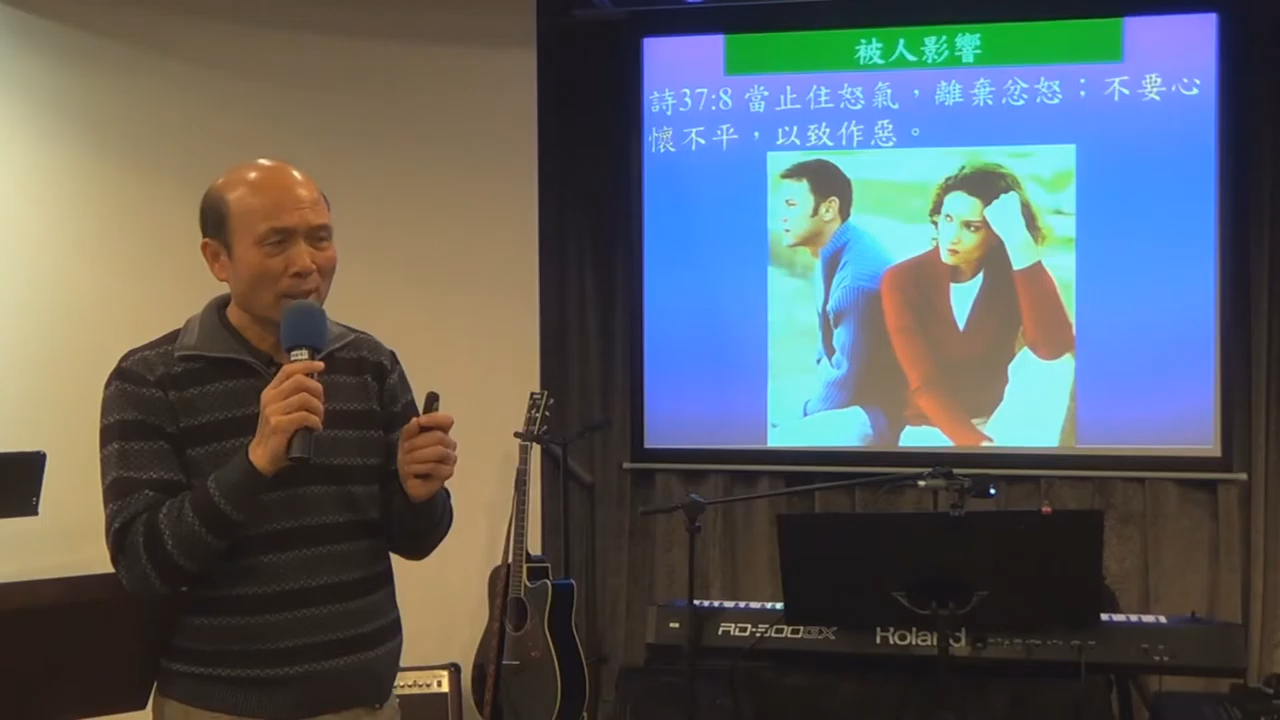 被人影響
詩37:8 當止住怒氣，離棄忿怒；不要心
懷不平，以致作惡。
RD-300GX
Roland